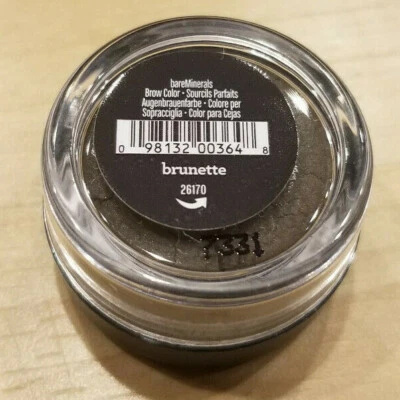 bareMinerals
Brow Color • Sourcils Parfaits
Augenbrauenfarbe • Colore per
Sopracciglia • Color para Cejas
0 98132 00364 8
brunette
26170
7331